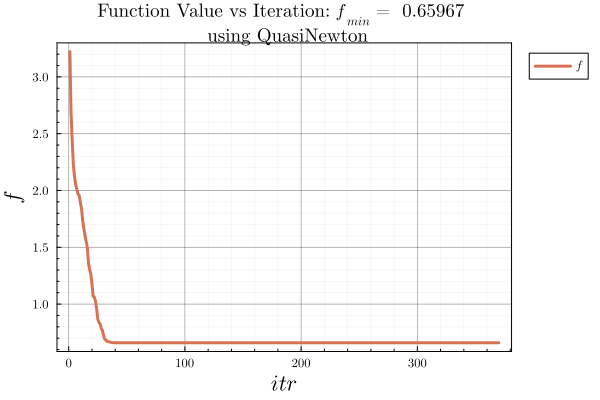 Function Value vs Iteration: f_min = 0.65967
using QuasiNewton
f
3.0
2.5
2.0
1.5
1.0
f
0
100
200
300
itr